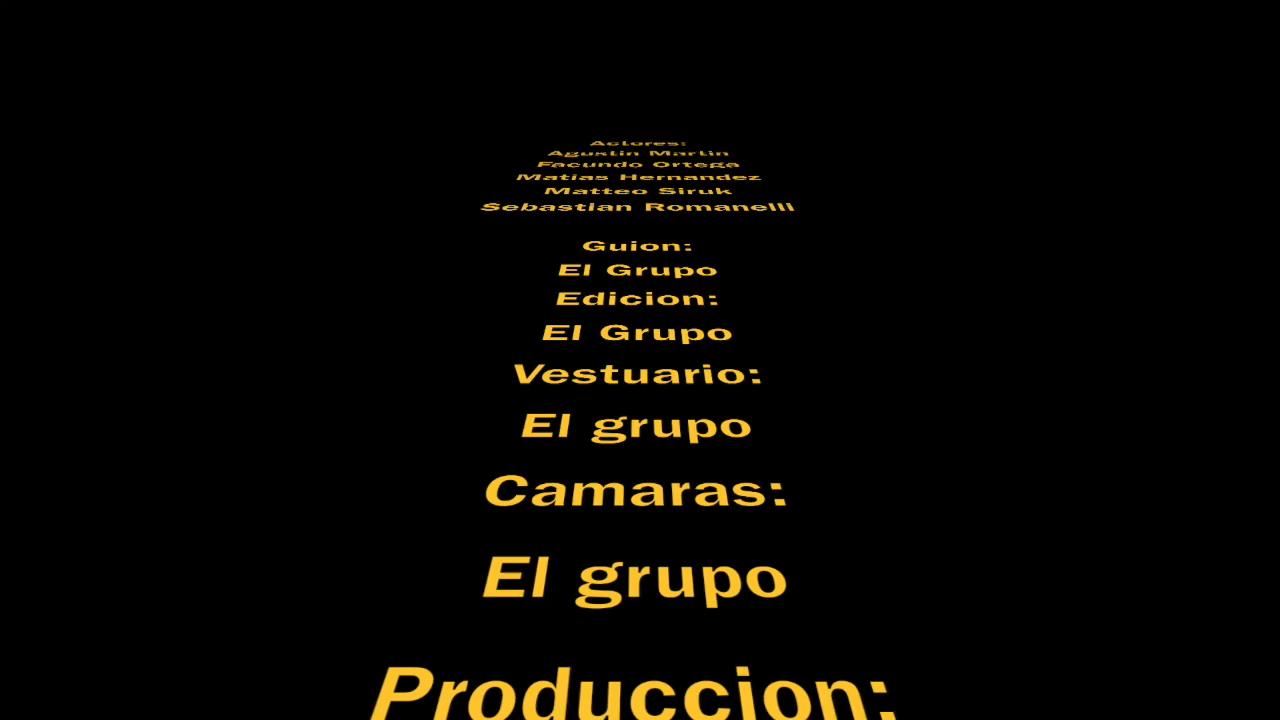 Actores:
Agustin Martin
Facundo Ortega
Matias Hernandez
Matteo Siruk
Sebastian Romanelli
Guion:
El Grupo
Edicion:
El Grupo
Vestuario:
El grupo
Camaras:
El grupo
Produccion: